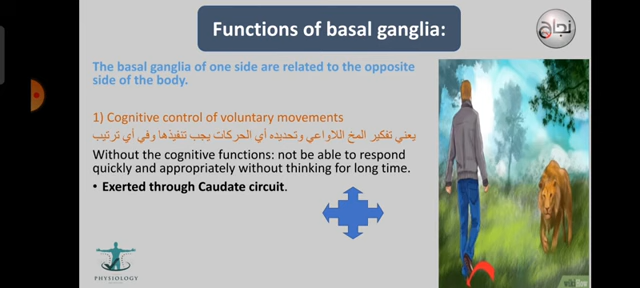 Functions of basal ganglia:
نجاح
The basal ganglia of one side are related to the opposite
side of the body.
1) Cognitive control of voluntary movements
يعني تفكير المخ اللاواعي وتحديده أي الحركات يجب تنفيذها وفي أي ترتيب
Without the cognitive functions: not be able to respond
quickly and appropriately without thinking for long time.
• Exerted through Caudate circuit.
PHYSIOLOGY